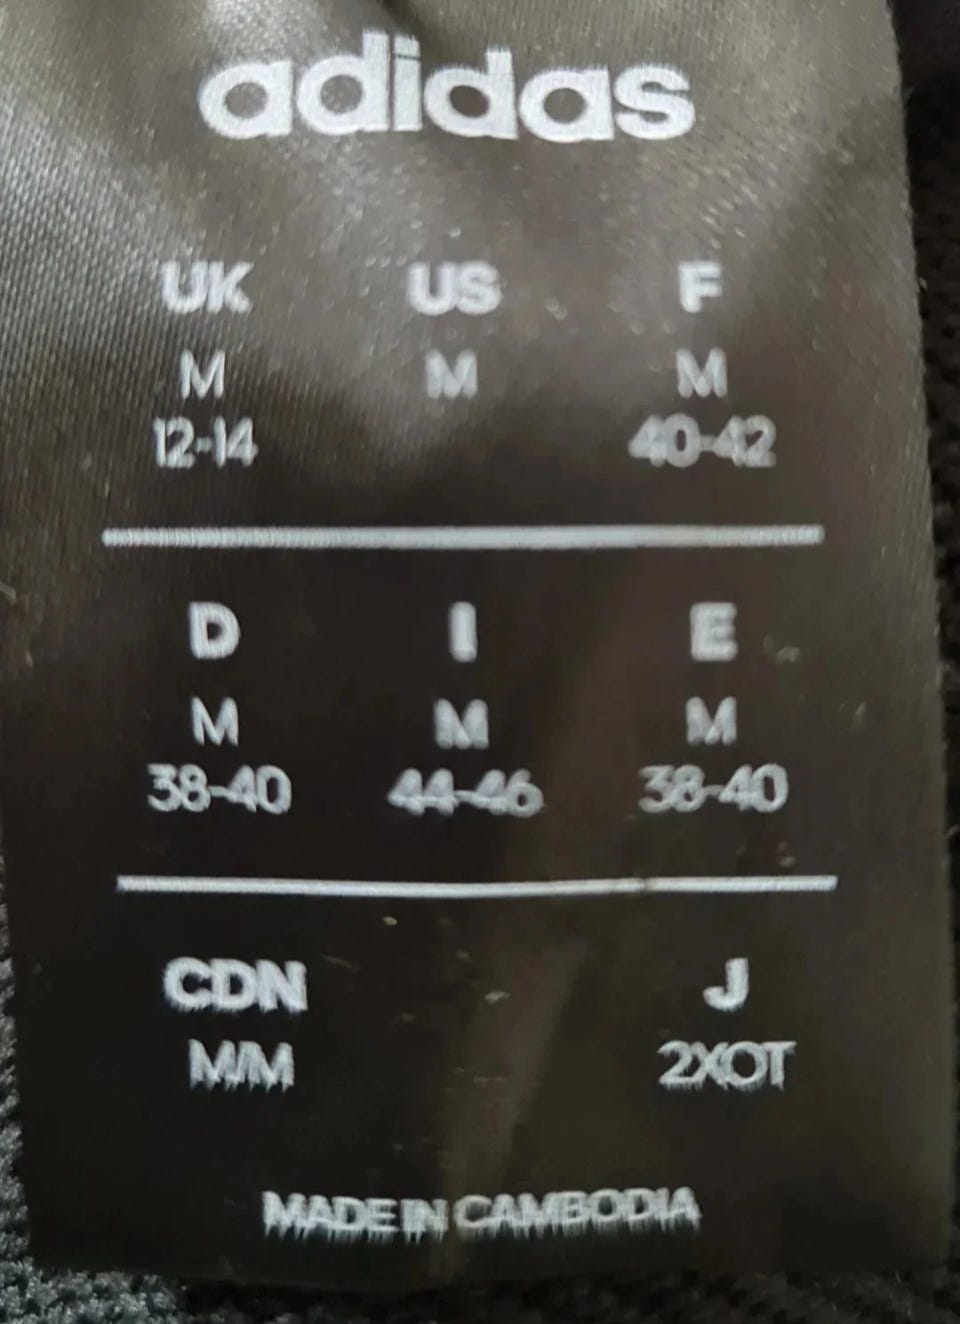 adidas
UK US F
M M M
12-14 40-42
D I E
M M M
38-40 44-46 38-40
CDN J
M/M 2XOT
MADE IN CAMBODIA